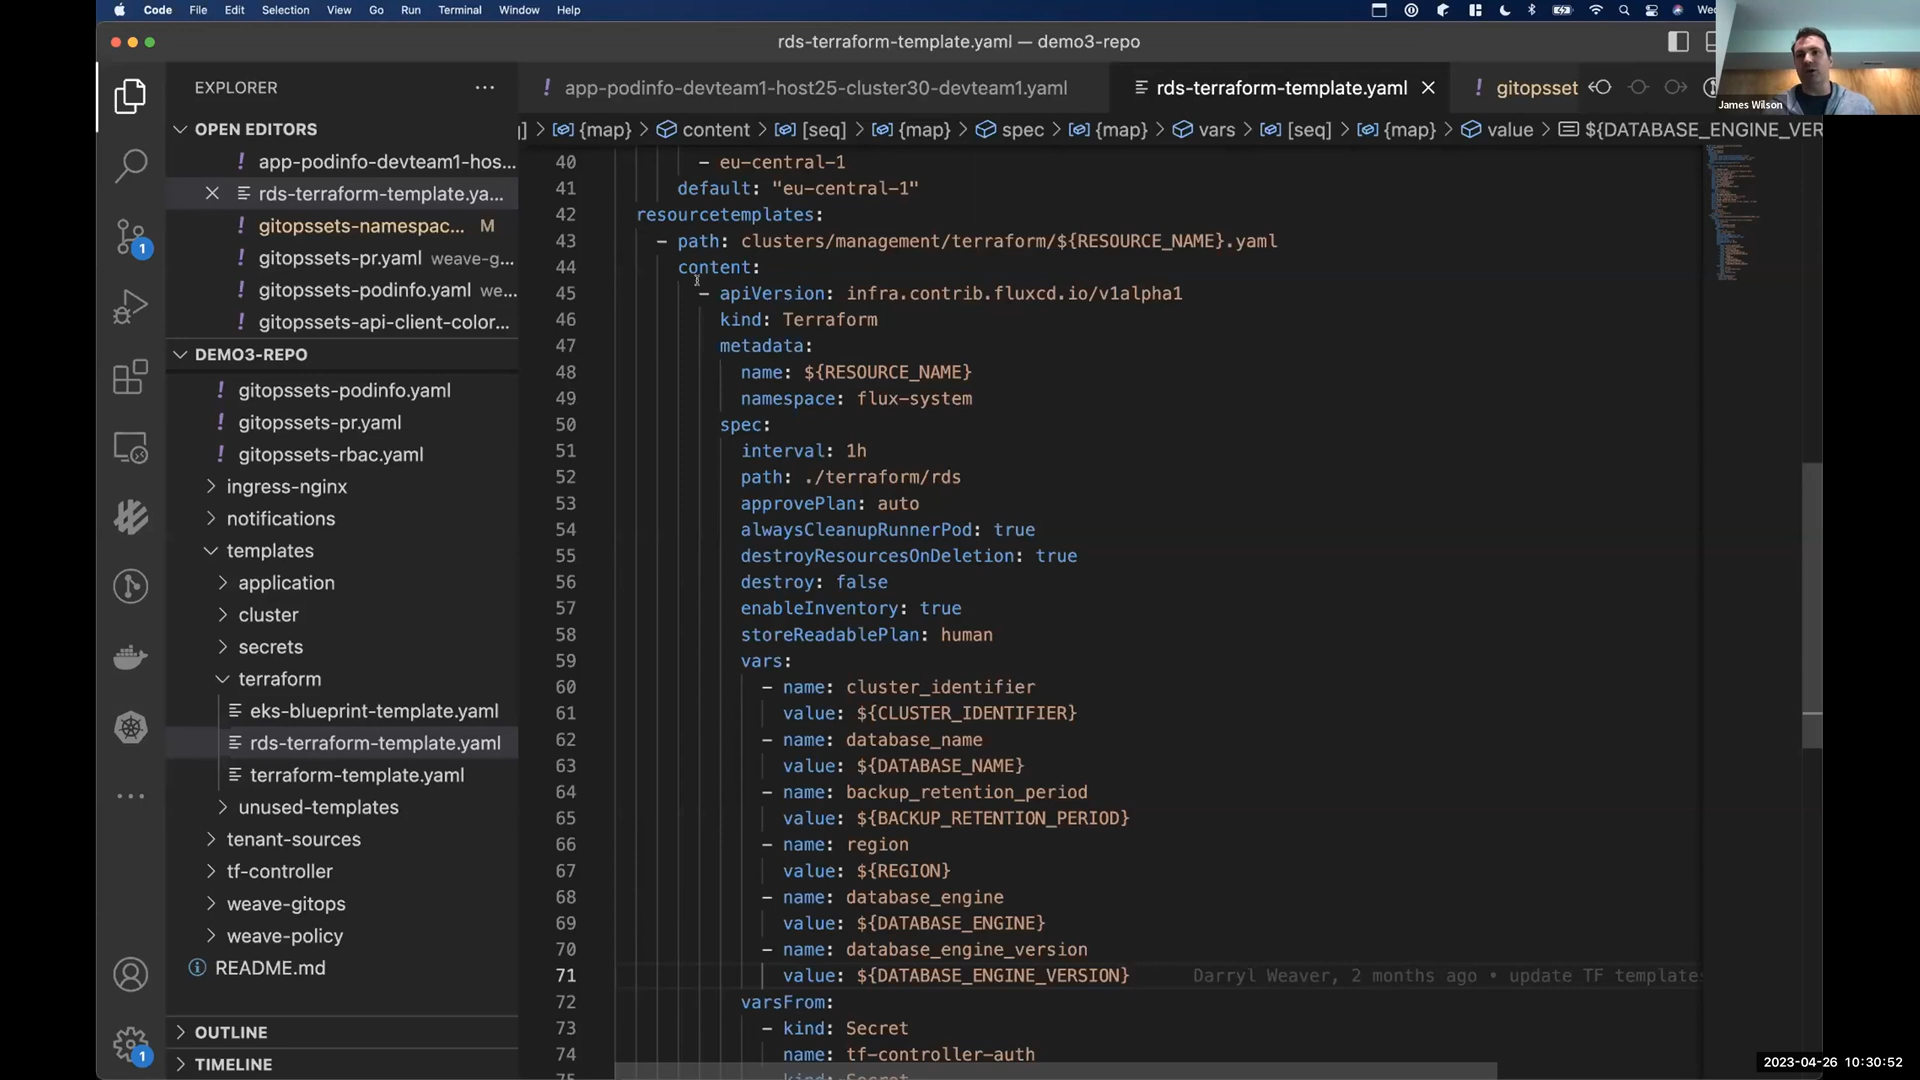 Code File Edit Selection View Go Run Terminal Window Help
rds-terraform-template.yaml — demo3-repo
James Wilson
EXPLORER
OPEN EDITORS
app-podinfo-devteam1-hos...
rds-terraform-template.ya...
gitopssets-namespac... M
gitopssets-pr.yaml weave-g...
gitopssets-podinfo.yaml we...
gitopssets-api-client-color...
DEMO3-REPO
gitopssets-podinfo.yaml
gitopssets-pr.yaml
gitopssets-rbac.yaml
ingress-nginx
notifications
templates
application
cluster
secrets
terraform
eks-blueprint-template.yaml
rds-terraform-template.yaml
terraform-template.yaml
unused-templates
tenant-sources
tf-controller
weave-gitops
weave-policy
README.md
OUTLINE
TIMELINE
1
1
app-podinfo-devteam1-host25-cluster30-devteam1.yaml rds-terraform-template.yaml gitopsset
] > {map} > content > [seq] > {map} > spec > {map} > vars > [seq] > {map} > value > ${DATABASE_ENGINE_VER
40 - eu-central-1
41 default: "eu-central-1"
42 resourcetemplates:
43 - path: clusters/management/terraform/${RESOURCE_NAME}.yaml
44 content:
45 - apiVersion: infra.contrib.fluxcd.io/v1alpha1
46 kind: Terraform
47 metadata:
48 name: ${RESOURCE_NAME}
49 namespace: flux-system
50 spec:
51 interval: 1h
52 path: ./terraform/rds
53 approvePlan: auto
54 alwaysCleanupRunnerPod: true
55 destroyResourcesOnDeletion: true
56 destroy: false
57 enableInventory: true
58 storeReadablePlan: human
59 vars:
60 - name: cluster_identifier
61 value: ${CLUSTER_IDENTIFIER}
62 - name: database_name
63 value: ${DATABASE_NAME}
64 - name: backup_retention_period
65 value: ${BACKUP_RETENTION_PERIOD}
66 - name: region
67 value: ${REGION}
68 - name: database_engine
69 value: ${DATABASE_ENGINE}
70 - name: database_engine_version
71 value: ${DATABASE_ENGINE_VERSION} Darryl Weaver, 2 months ago • update TF templates
72 varsFrom:
73 - kind: Secret
74 name: tf-controller-auth
2023-04-26 10:30:52